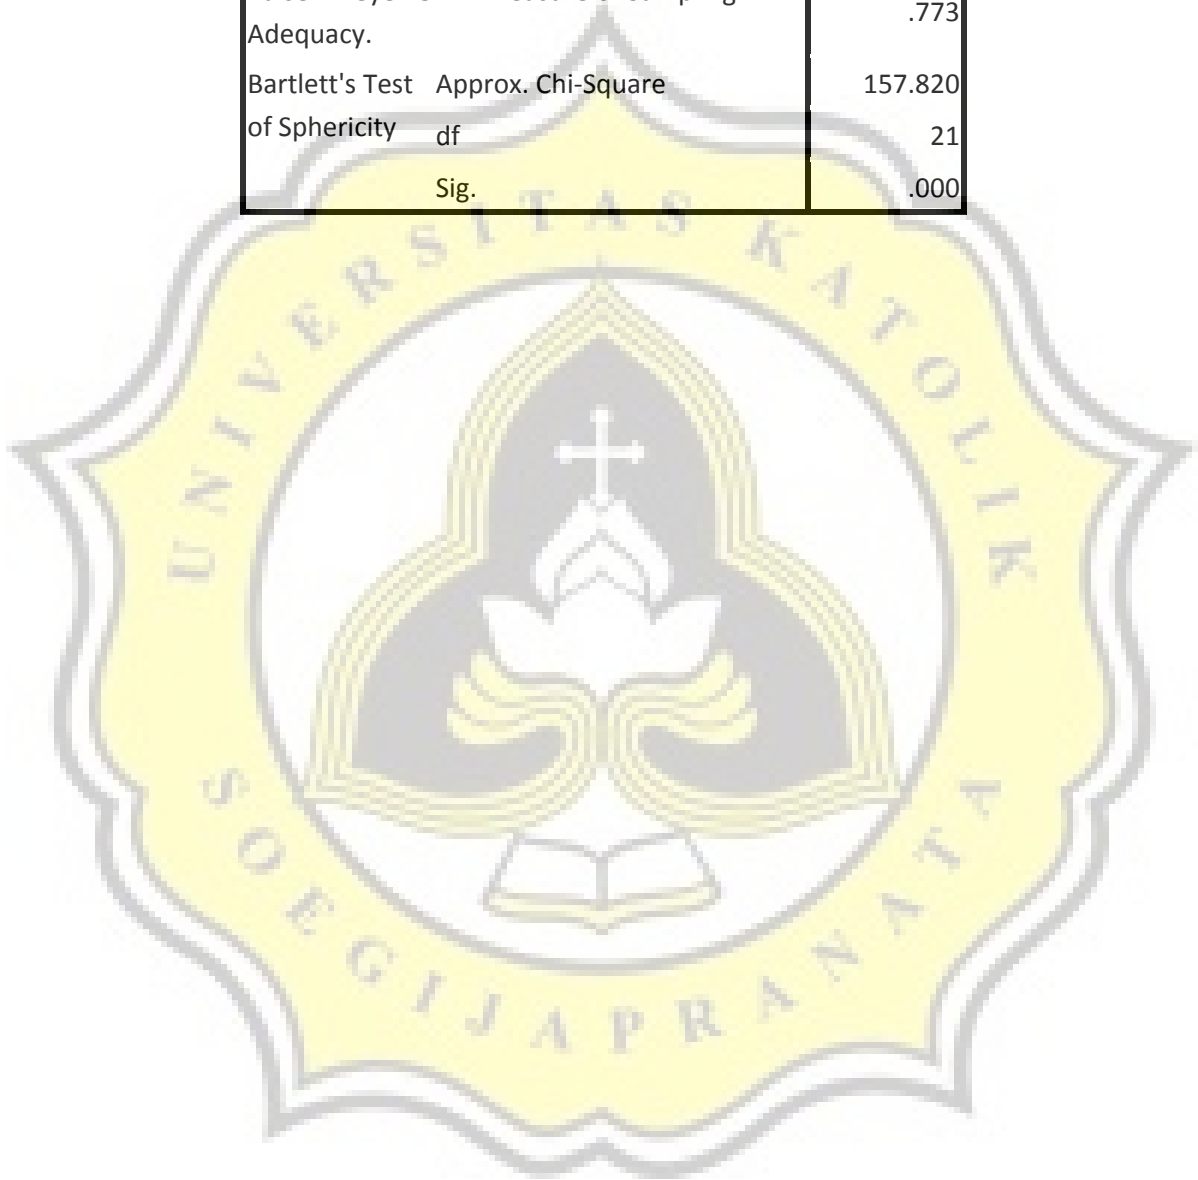 .773
Adequacy.
Bartlett's Test Approx. Chi-Square 157.820
of Sphericity df 21
Sig. .000
UNIVERSITAS KATOLIK
SOEGIJAPRANATA